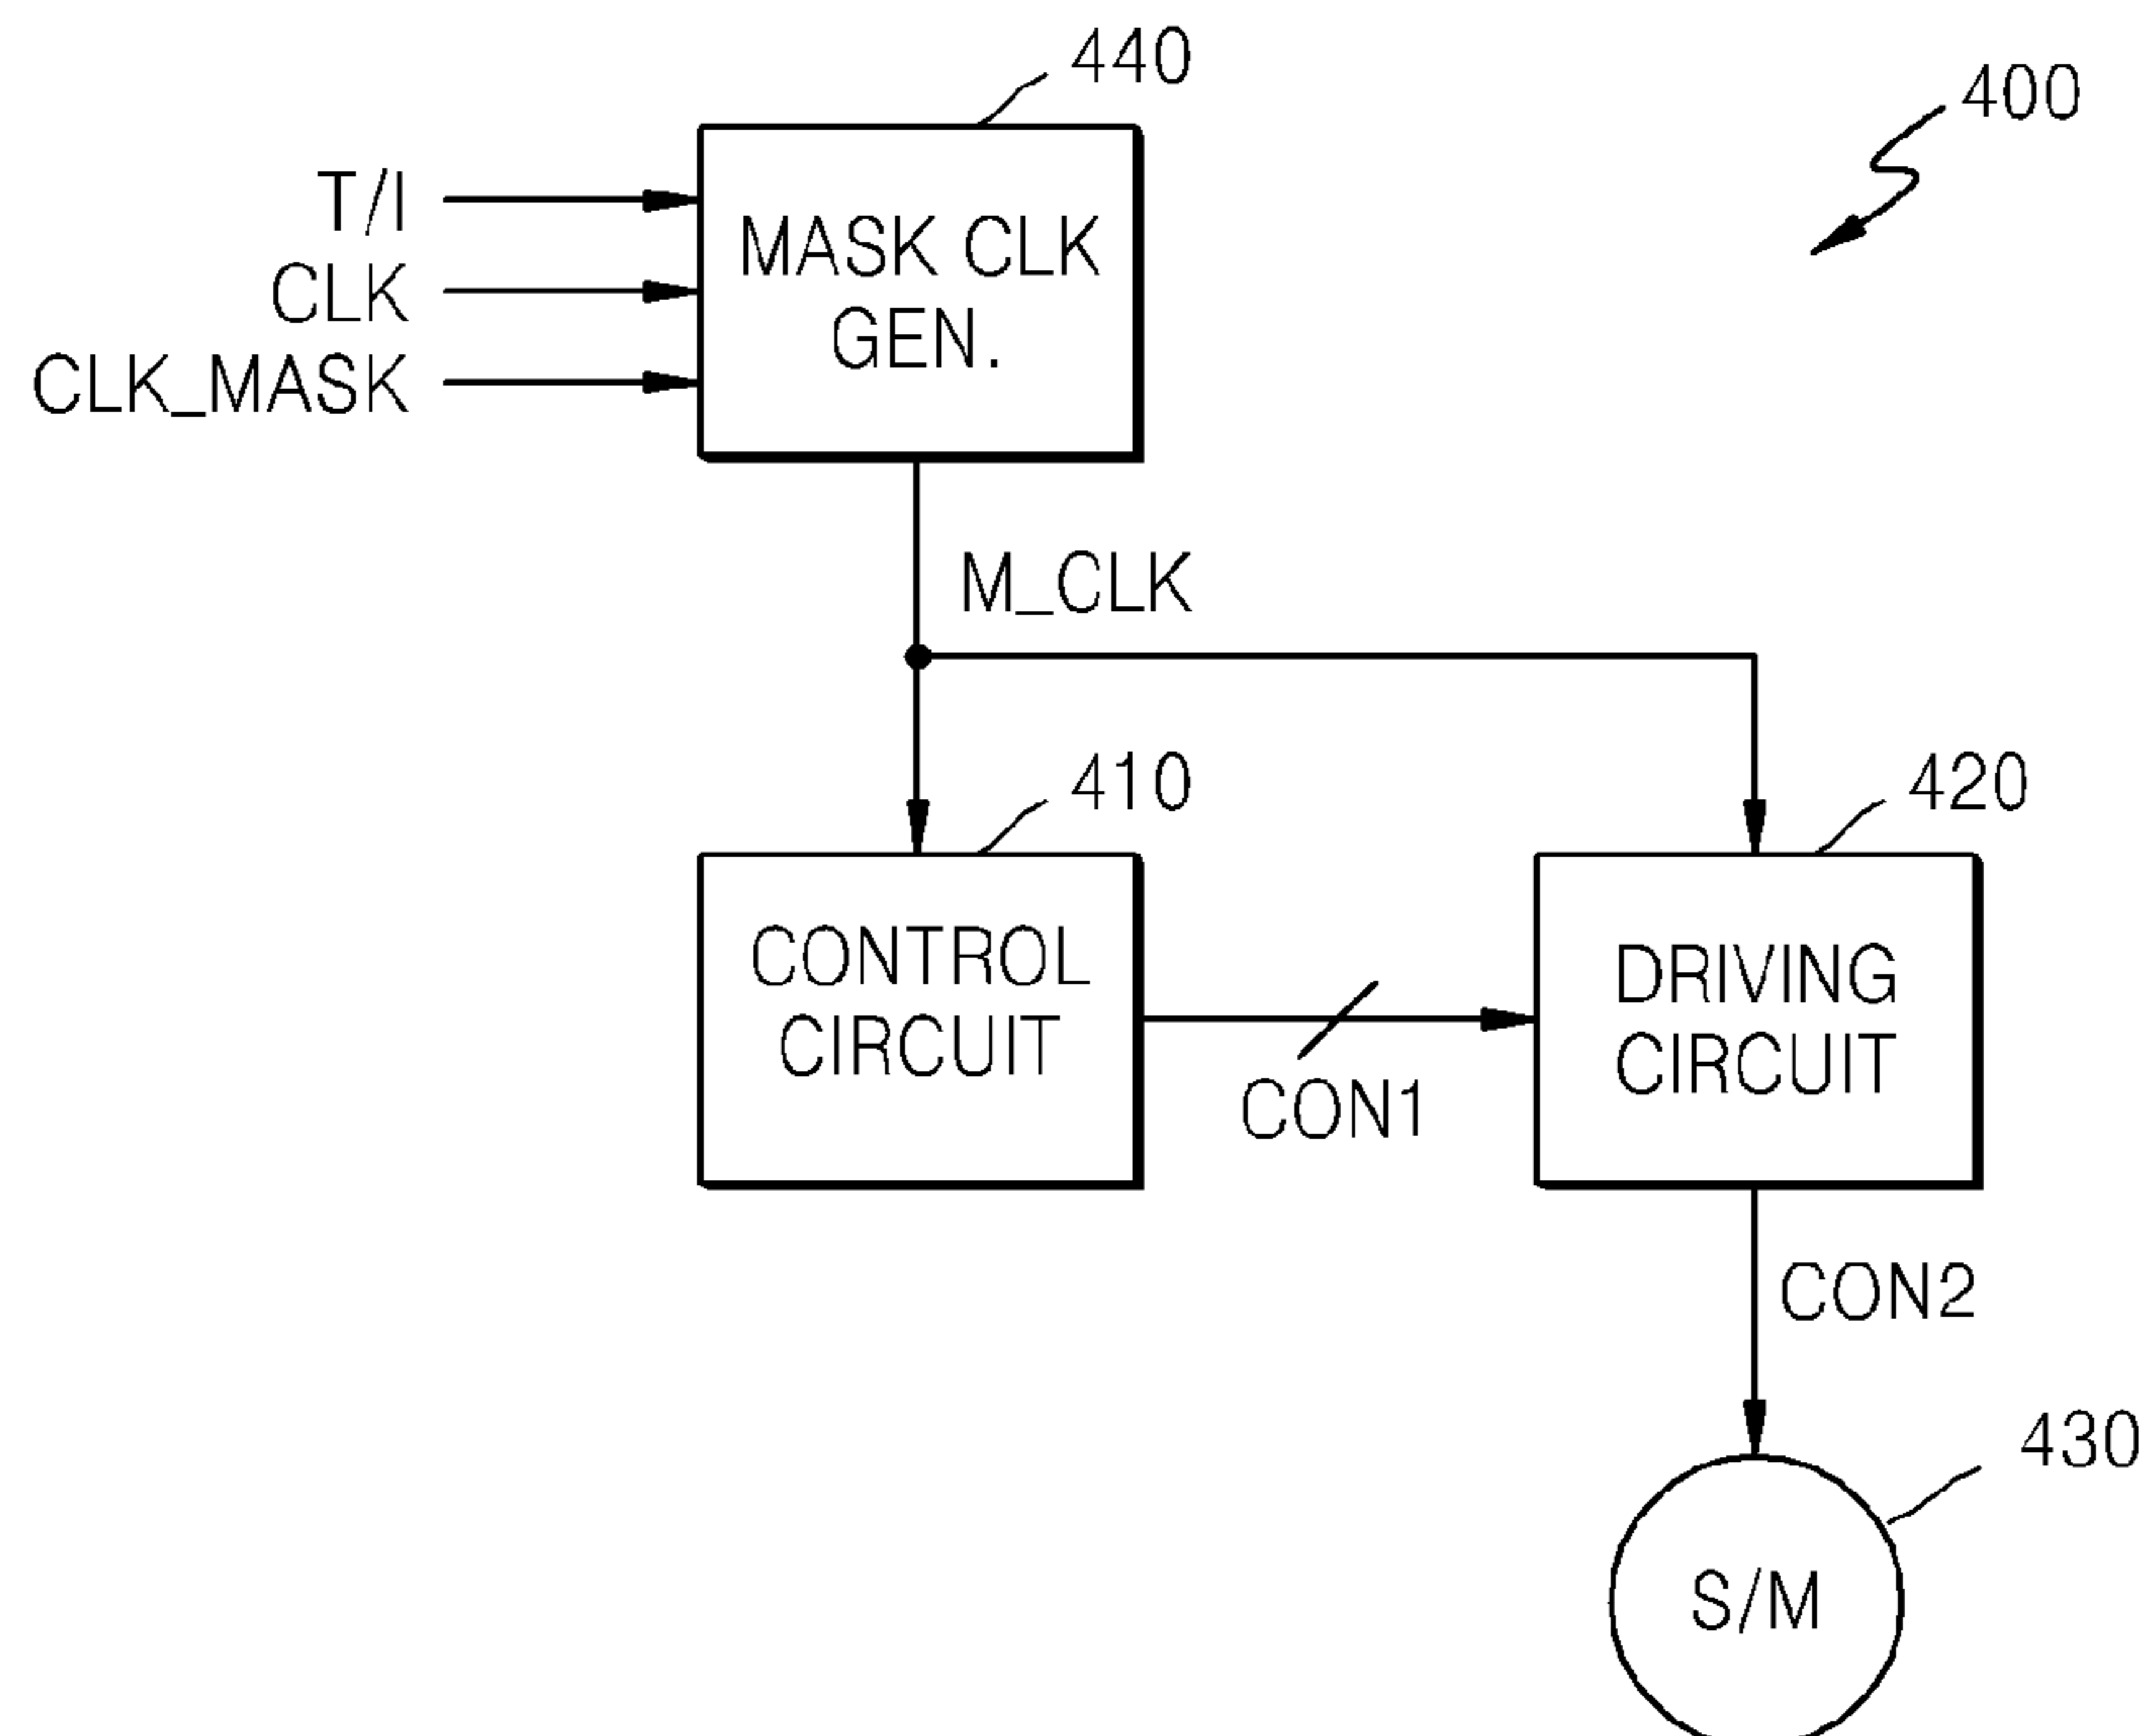 440
400
T/I
CLK
CLK_MASK
MASK CLK
GEN.
M_CLK
410
420
CONTROL
CIRCUIT
DRIVING
CIRCUIT
CON1
CON2
430
S/M